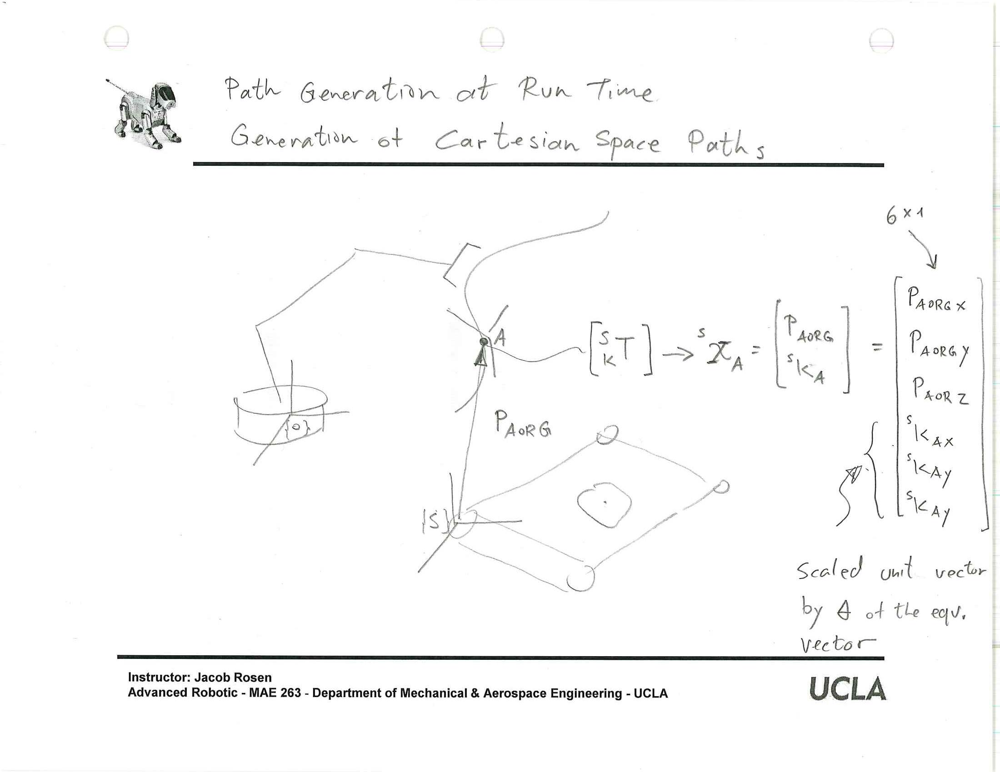 Path Generation at Run Time
Generation of Cartesian Space Paths
6 × 1
A
[ S K T ] → S X A = [ P AORG S K A ] = [ P AORG X
P AORG Y
P AOR Z
S K AX
S K AY
S K AY ]
{0}
P AORG
{S}
Scaled unit vector
by θ of the equ.
vector
Instructor: Jacob Rosen
Advanced Robotic - MAE 263 - Department of Mechanical & Aerospace Engineering - UCLA
UCLA